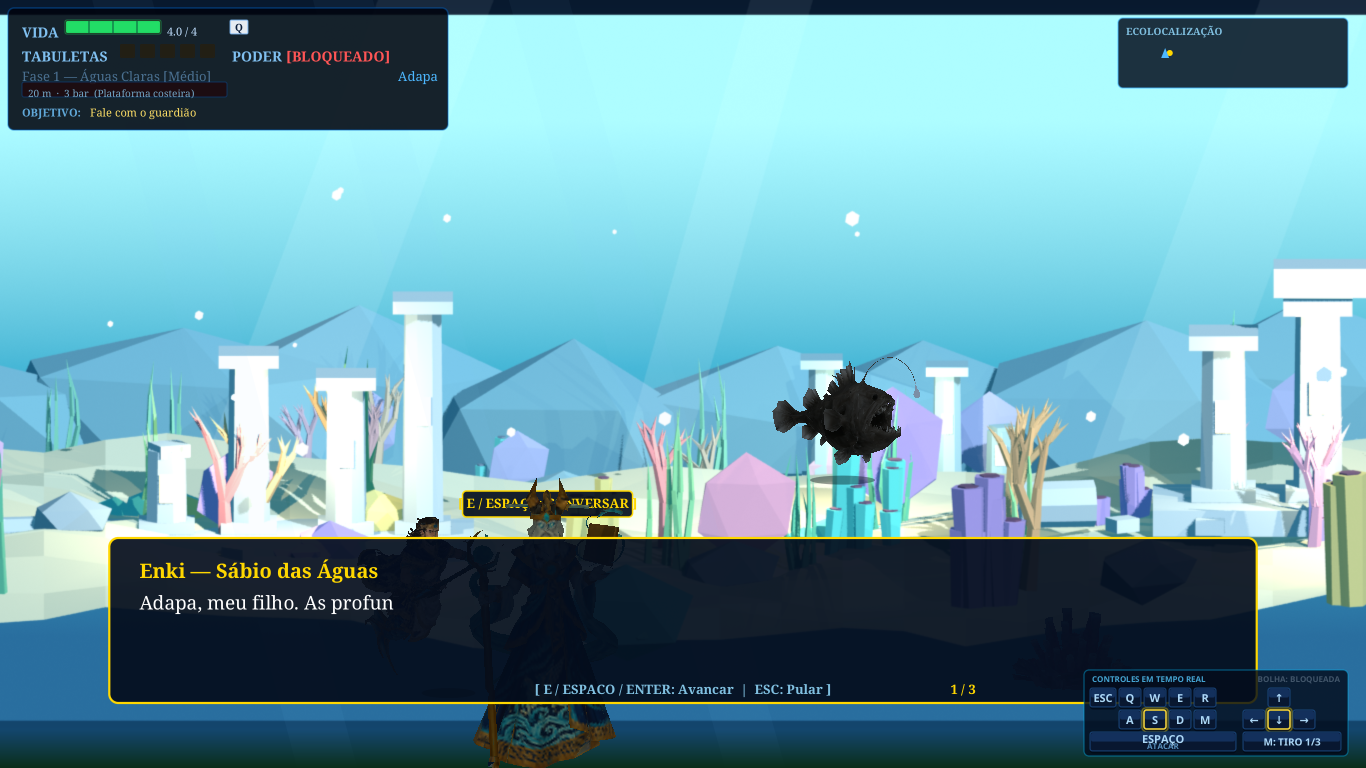 VIDA 4.0 / 4 Q
TABULETAS PODER [BLOQUEADO]
Fase 1 — Águas Claras [Médio] Adapa
20 m · 3 bar (Plataforma costeira)
OBJETIVO: Fale com o guardião
ECOLOCALIZAÇÃO
E / ESPAÇ NVERSAR
Enki — Sábio das Águas
Adapa, meu filho. As profun
[ E / ESPACO / ENTER: Avancar | ESC: Pular ] 1 / 3
CONTROLES EM TEMPO REAL BOLHA: BLOQUEADA
ESC Q W E R ↑
A S D M ← ↓ →
ESPAÇO M: TIRO 1/3
ATACAR